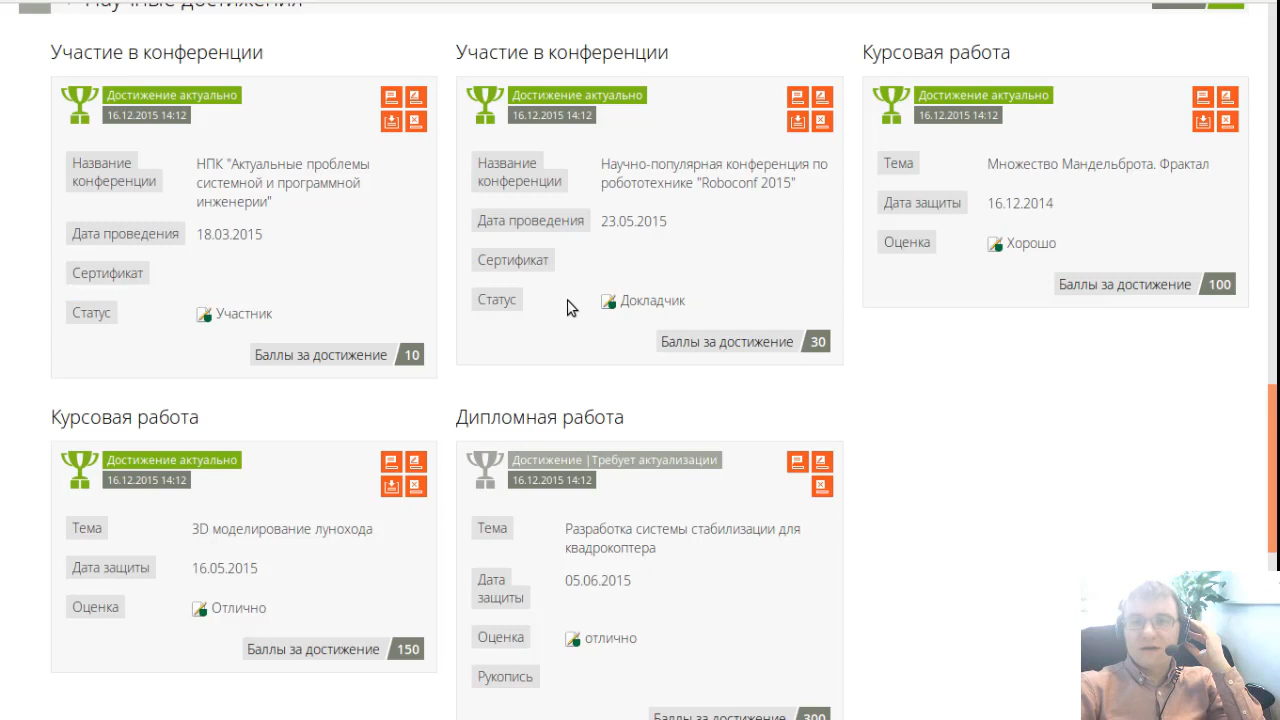 Научные достижения
Участие в конференции
Достижение актуально
16.12.2015 14:12
Название конференции
НПК "Актуальные проблемы
системной и программной
инженерии"
Дата проведения
18.03.2015
Сертификат
Статус
Участник
Баллы за достижение 10
Участие в конференции
Достижение актуально
16.12.2015 14:12
Название конференции
Научно-популярная конференция по
робототехнике "Roboconf 2015"
Дата проведения
23.05.2015
Сертификат
Статус
Докладчик
Баллы за достижение 30
Курсовая работа
Достижение актуально
16.12.2015 14:12
Тема
Множество Мандельброта. Фрактал
Дата защиты
16.12.2014
Оценка
Хорошо
Баллы за достижение 100
Курсовая работа
Достижение актуально
16.12.2015 14:12
Тема
3D моделирование лунохода
Дата защиты
16.05.2015
Оценка
Отлично
Баллы за достижение 150
Дипломная работа
Достижение |Требует актуализации
16.12.2015 14:12
Тема
Разработка системы стабилизации для
квадрокоптера
Дата
защиты
05.06.2015
Оценка
отлично
Рукопись
Баллы за достижение 300